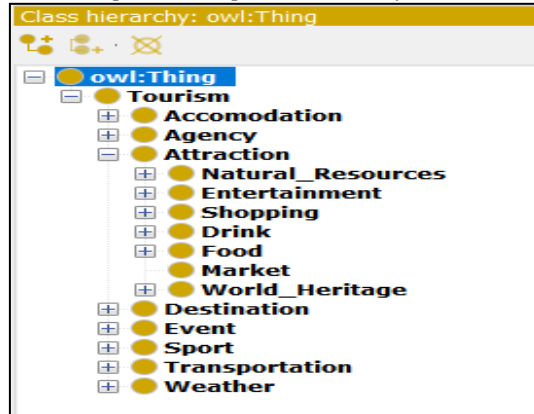 Class hierarchy: owl:Thing
owl:Thing
Tourism
Accomodation
Agency
Attraction
Natural_Resources
Entertainment
Shopping
Drink
Food
Market
World_Heritage
Destination
Event
Sport
Transportation
Weather